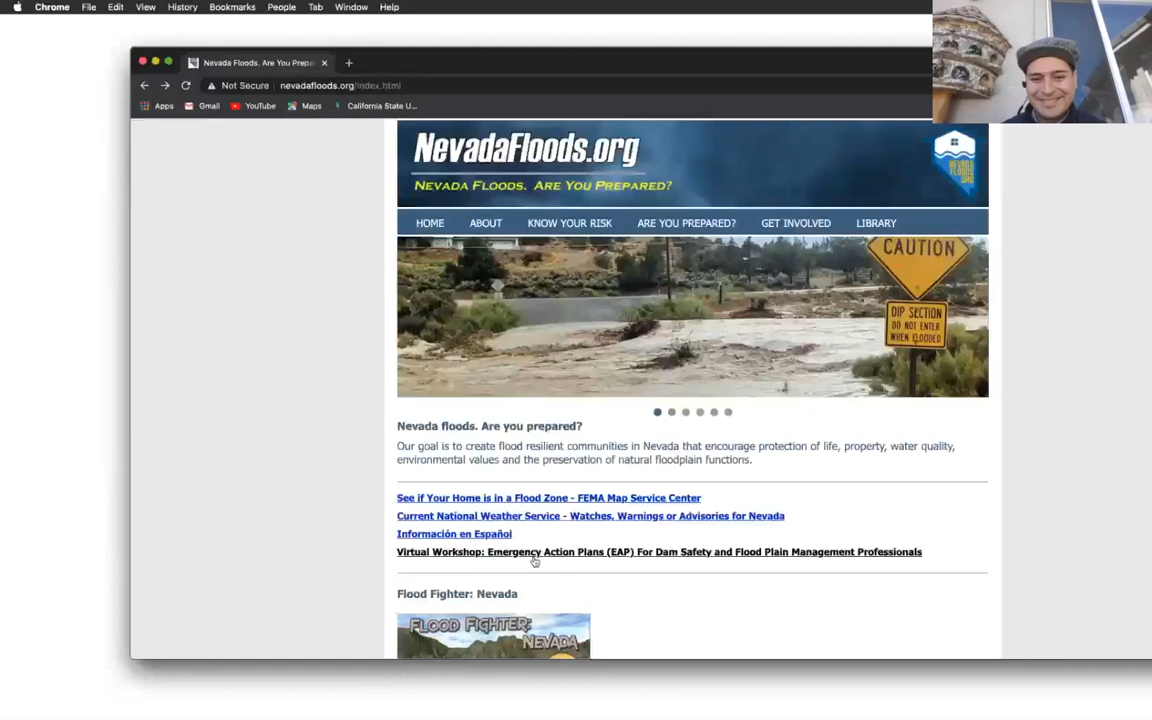 Chrome File Edit View History Bookmarks People Tab Window Help
Nevada Floods. Are You Prepa
Not Secure nevadafloods.org/index.html
Apps Gmail YouTube Maps California State U...
NevadaFloods.org
NEVADA FLOODS. ARE YOU PREPARED?
NEVADA
FLOODS
.ORG
HOME ABOUT KNOW YOUR RISK ARE YOU PREPARED? GET INVOLVED LIBRARY
CAUTION
DIP SECTION
DO NOT ENTER
WHEN FLOODED
Nevada floods. Are you prepared?
Our goal is to create flood resilient communities in Nevada that encourage protection of life, property, water quality,
environmental values and the preservation of natural floodplain functions.
See if Your Home is in a Flood Zone - FEMA Map Service Center
Current National Weather Service - Watches, Warnings or Advisories for Nevada
Información en Español
Virtual Workshop: Emergency Action Plans (EAP) For Dam Safety and Flood Plain Management Professionals
Flood Fighter: Nevada
FLOOD FIGHTER:
NEVADA